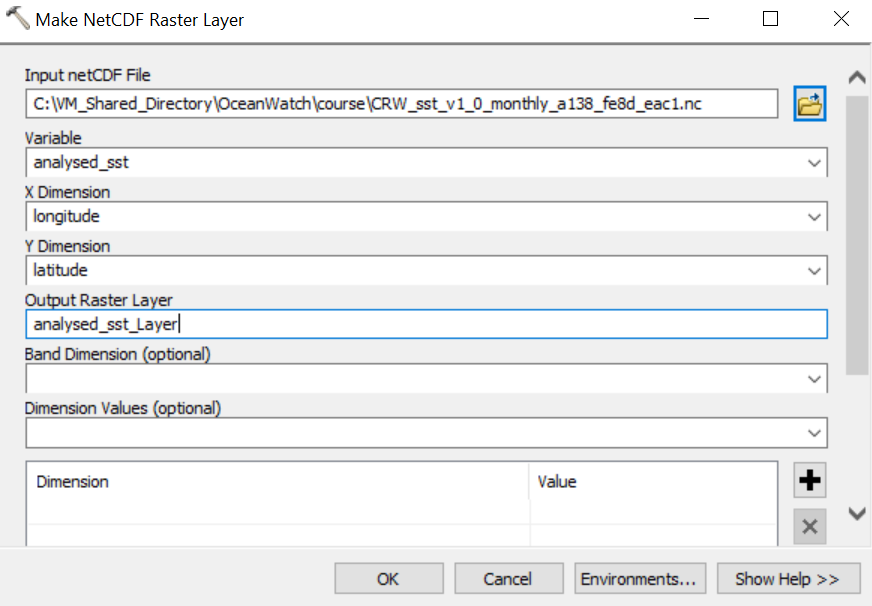 Make NetCDF Raster Layer
Input netCDF File
C:\VM_Shared_Directory\OceanWatch\course\CRW_sst_v1_0_monthly_a138_fe8d_eac1.nc
Variable
analysed_sst
X Dimension
longitude
Y Dimension
latitude
Output Raster Layer
analysed_sst_Layer
Band Dimension (optional)
Dimension Values (optional)
Dimension Value
OK Cancel Environments... Show Help >>